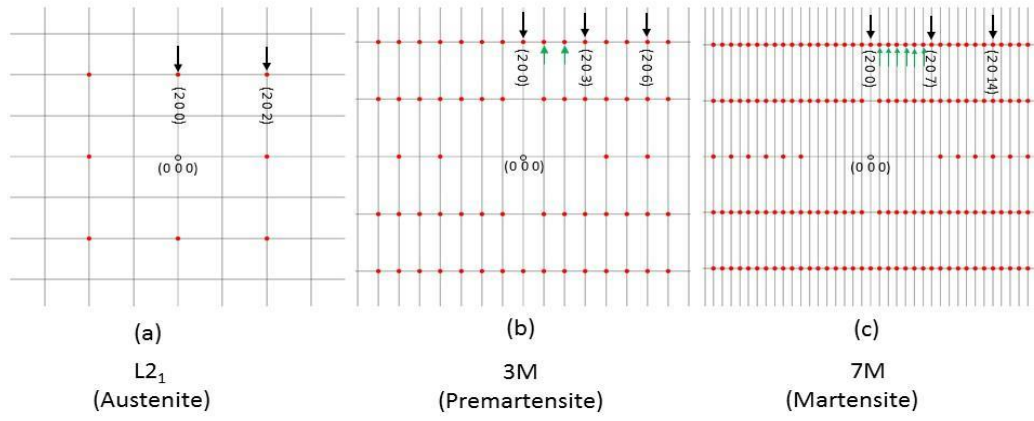 (2 0 0)
(2 0 2)
(0 0 0)
(2 0 0)
(2 0 3)
(2 0 6)
(0 0 0)
(2 0 0)
(2 0 7)
(2 0 14)
(0 0 0)
(a)
(b)
(c)
L2₁
(Austenite)
3M
(Premartensite)
7M
(Martensite)